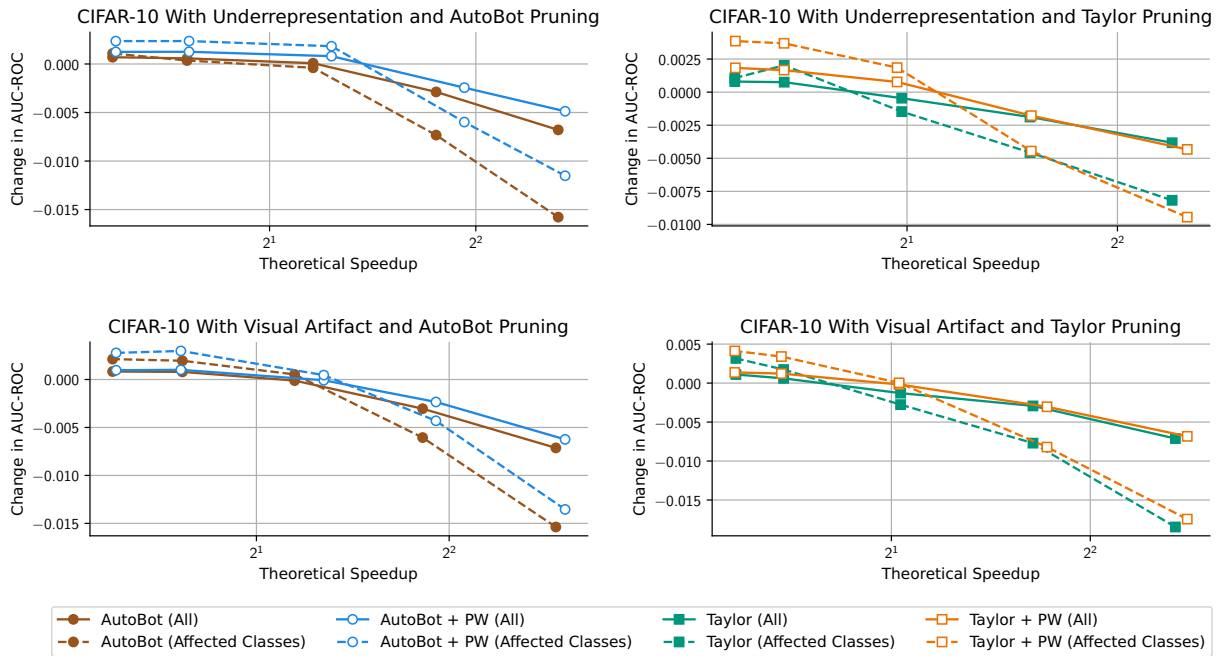 CIFAR-10 With Underrepresentation and AutoBot Pruning
Change in AUC-ROC
0.000
−0.005
−0.010
−0.015
2¹
2²
Theoretical Speedup
CIFAR-10 With Underrepresentation and Taylor Pruning
Change in AUC-ROC
0.0025
0.0000
−0.0025
−0.0050
−0.0075
−0.0100
2¹
2²
Theoretical Speedup
CIFAR-10 With Visual Artifact and AutoBot Pruning
Change in AUC-ROC
0.000
−0.005
−0.010
−0.015
2¹
2²
Theoretical Speedup
CIFAR-10 With Visual Artifact and Taylor Pruning
Change in AUC-ROC
0.005
0.000
−0.005
−0.010
−0.015
2¹
2²
Theoretical Speedup
AutoBot (All)
AutoBot (Affected Classes)
AutoBot + PW (All)
AutoBot + PW (Affected Classes)
Taylor (All)
Taylor (Affected Classes)
Taylor + PW (All)
Taylor + PW (Affected Classes)